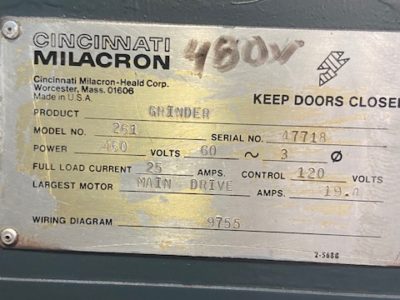 CINCINNATI
MILACRON
480V
Cincinnati Milacron-Heald Corp.
Worcester, Mass. 01606
Made in U.S.A.
KEEP DOORS CLOSE
PRODUCT GRINDER
MODEL NO. 261 SERIAL NO. 47718
POWER 460 VOLTS 60 ~ 3 Ø
FULL LOAD CURRENT 25 AMPS. CONTROL 120 VOLTS
LARGEST MOTOR MAIN DRIVE AMPS. 19.4
WIRING DIAGRAM 9755
2-5688